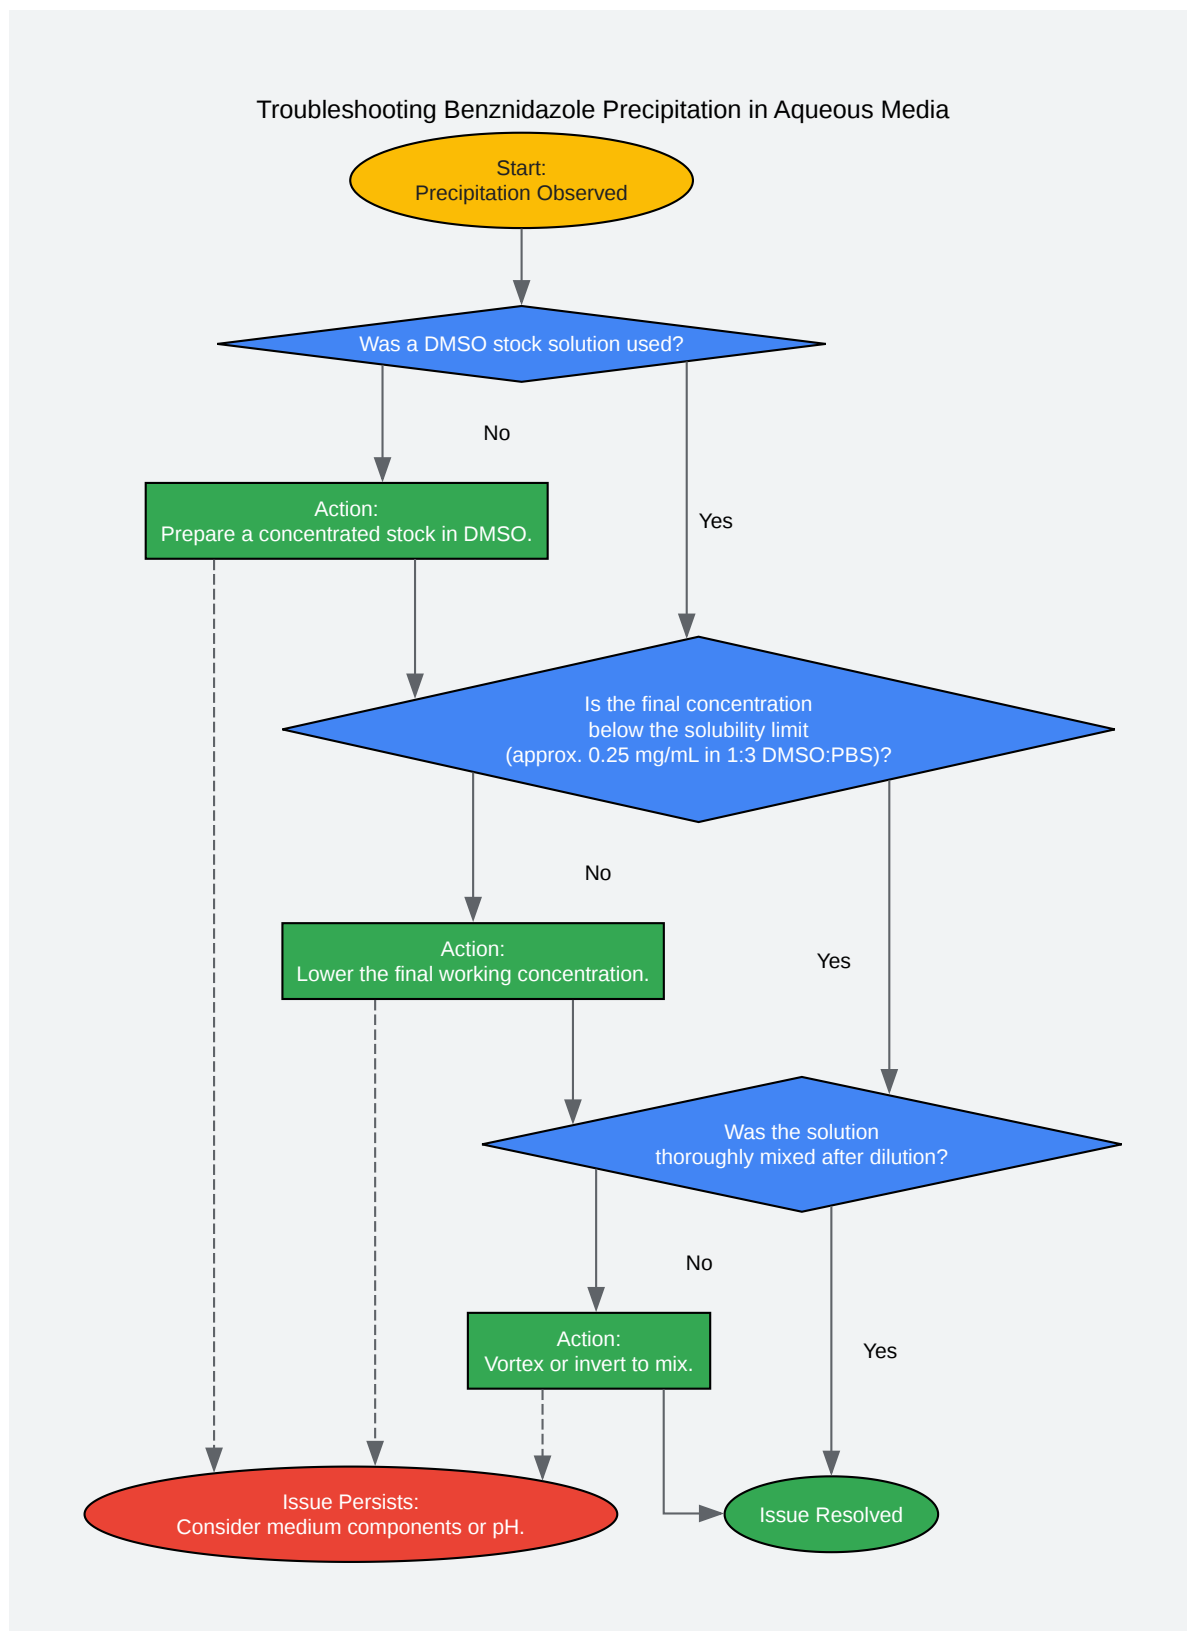 Troubleshooting Benznidazole Precipitation in Aqueous Media
Start:
Precipitation Observed
Was a DMSO stock solution used?
No
Action:
Prepare a concentrated stock in DMSO.
Yes
Is the final concentration
below the solubility limit
(approx. 0.25 mg/mL in 1:3 DMSO:PBS)?
No
Action:
Lower the final working concentration.
Yes
Was the solution
thoroughly mixed after dilution?
No
Action:
Vortex or invert to mix.
Yes
Issue Persists:
Consider medium components or pH.
Issue Resolved